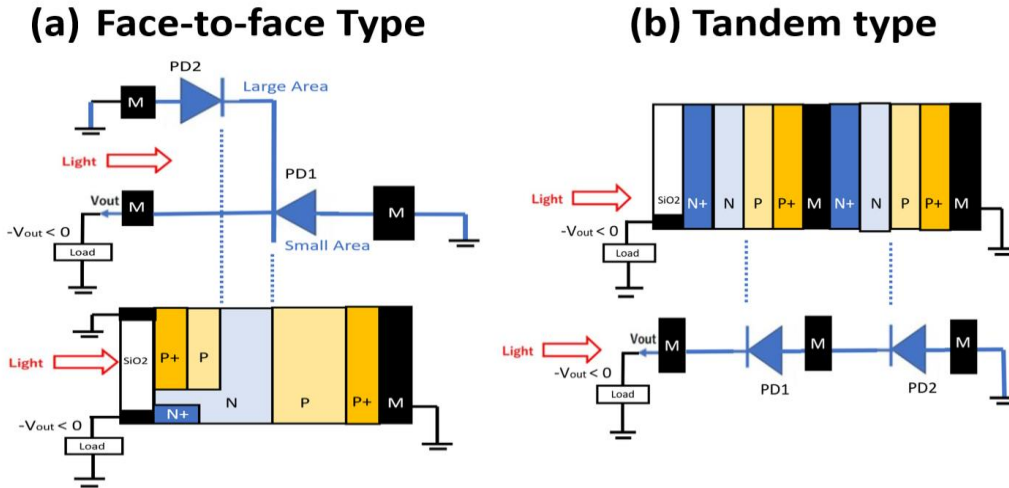 (a) Face-to-face Type
PD2
Large Area
M
Light
PD1
Vout
M
M
-Vout < 0
Small Area
Load
Light
SiO2
P+
P
N
P
P+
M
N+
-Vout < 0
Load
(b) Tandem type
Light
SiO2
N+
N
P
P+
M
N+
N
P
P+
M
-Vout < 0
Load
Light
Vout
M
M
M
-Vout < 0
PD1
PD2
Load